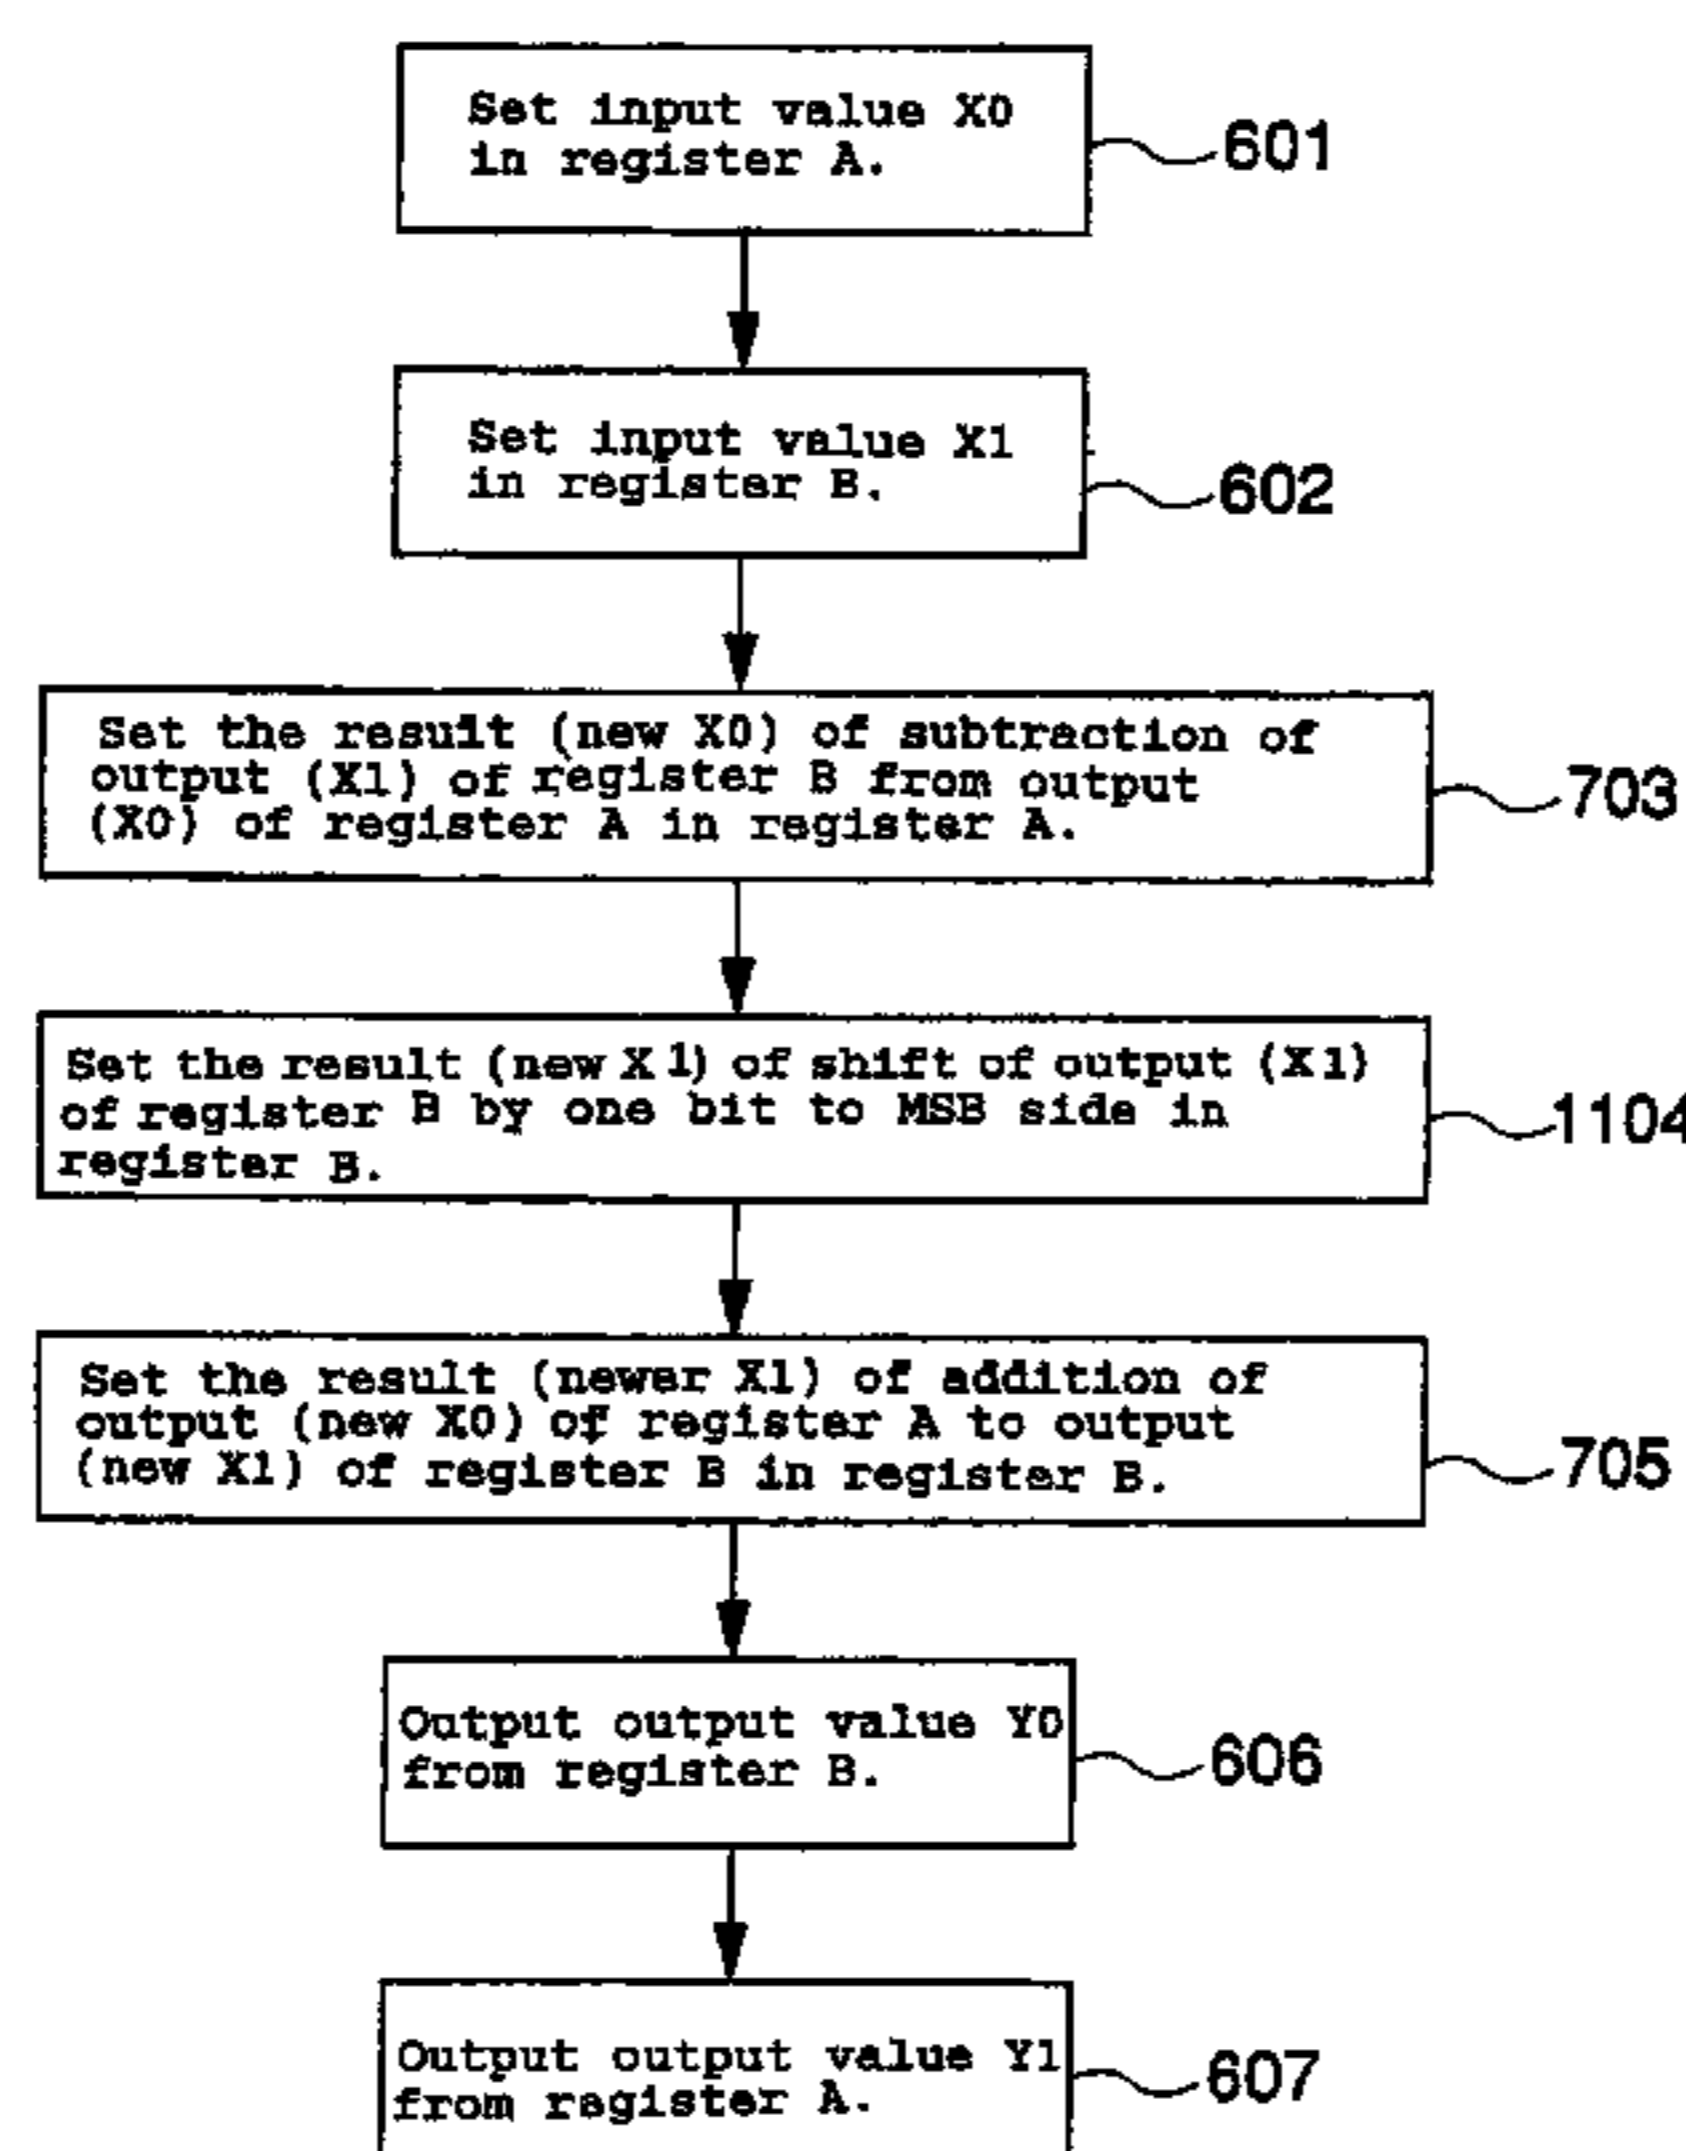 Set input value X0
in register A.
601
Set input value X1
in register B.
602
Set the result (new X0) of subtraction of
output (X1) of register B from output
(X0) of register A in register A.
703
Set the result (new X1) of shift of output (X1)
of register B by one bit to MSB side in
register B.
1104
Set the result (newer X1) of addition of
output (new X0) of register A to output
(new X1) of register B in register B.
705
Output output value Y0
from register B.
606
Output output value Y1
from register A.
607